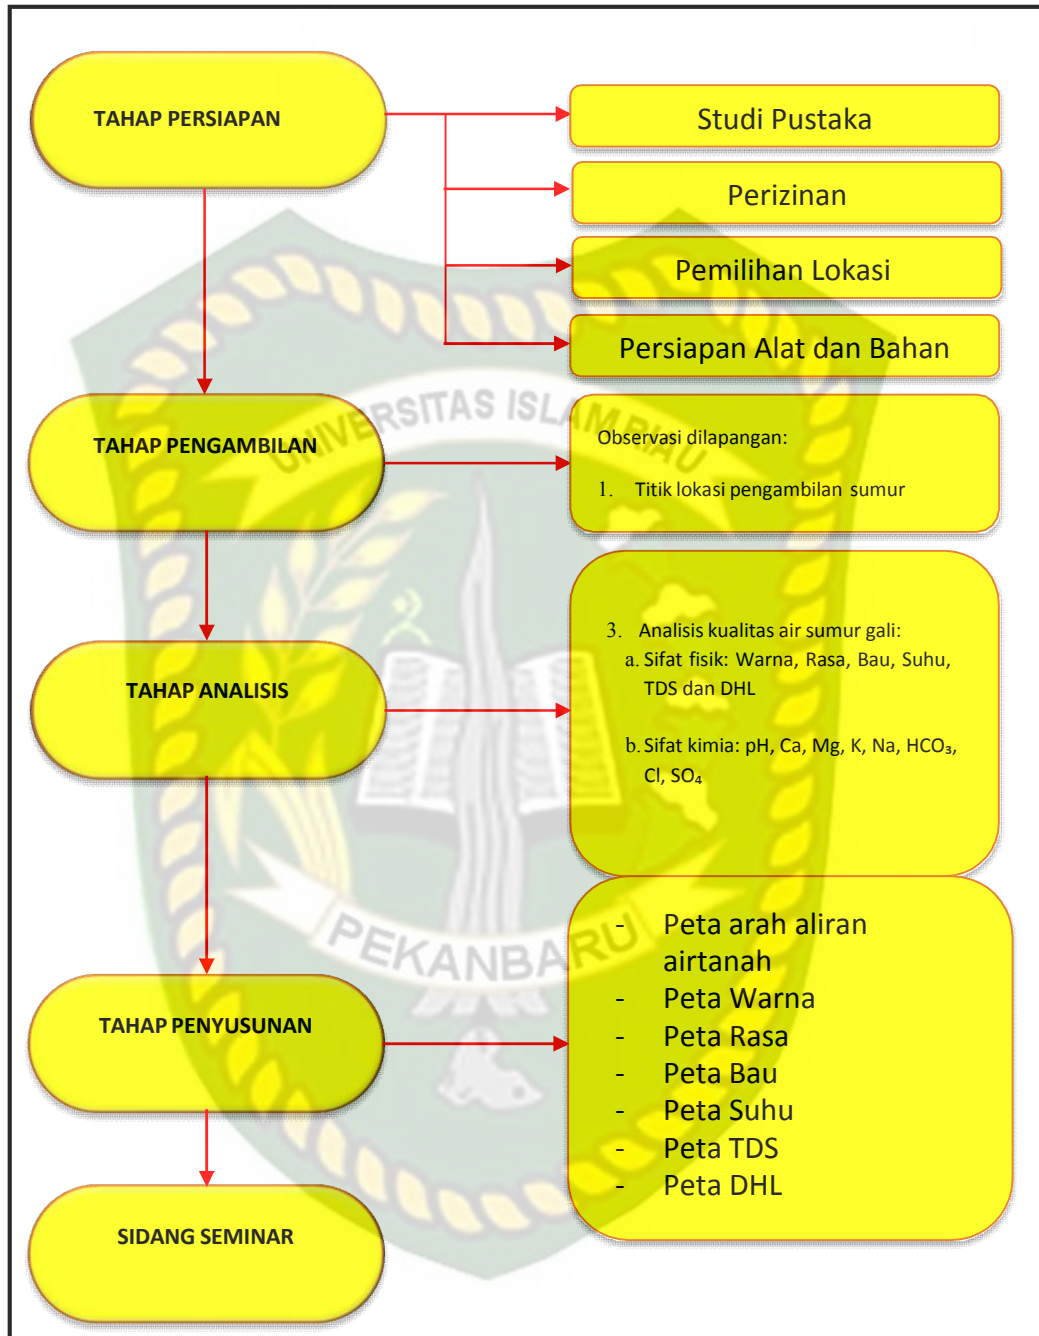 TAHAP PERSIAPAN
Studi Pustaka
Perizinan
Pemilihan Lokasi
Persiapan Alat dan Bahan
UNIVERSITAS ISLAM RIAU
TAHAP PENGAMBILAN
Observasi dilapangan:
1. Titik lokasi pengambilan sumur
TAHAP ANALISIS
3. Analisis kualitas air sumur gali:
a. Sifat fisik: Warna, Rasa, Bau, Suhu,
TDS dan DHL
b. Sifat kimia: pH, Ca, Mg, K, Na, HCO₃,
Cl, SO₄
PEKANBARU
TAHAP PENYUSUNAN
- Peta arah aliran
airtanah
- Peta Warna
- Peta Rasa
- Peta Bau
- Peta Suhu
- Peta TDS
- Peta DHL
SIDANG SEMINAR